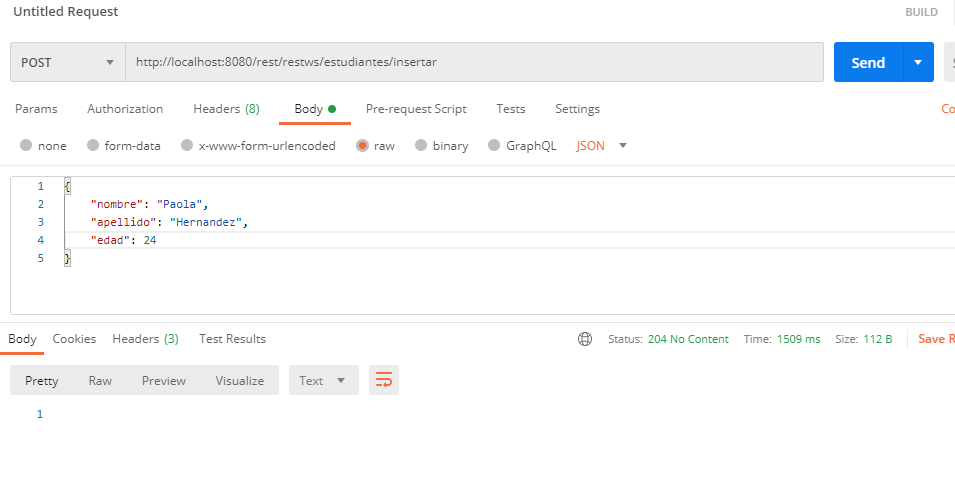 Untitled Request BUILD
POST http://localhost:8080/rest/restws/estudiantes/insertar Send
Params Authorization Headers (8) Body Pre-request Script Tests Settings Co
none form-data x-www-form-urlencoded raw binary GraphQL JSON
1 {
2 "nombre": "Paola",
3 "apellido": "Hernandez",
4 "edad": 24
5 }
Body Cookies Headers (3) Test Results Status: 204 No Content Time: 1509 ms Size: 112 B Save R
Pretty Raw Preview Visualize Text
1